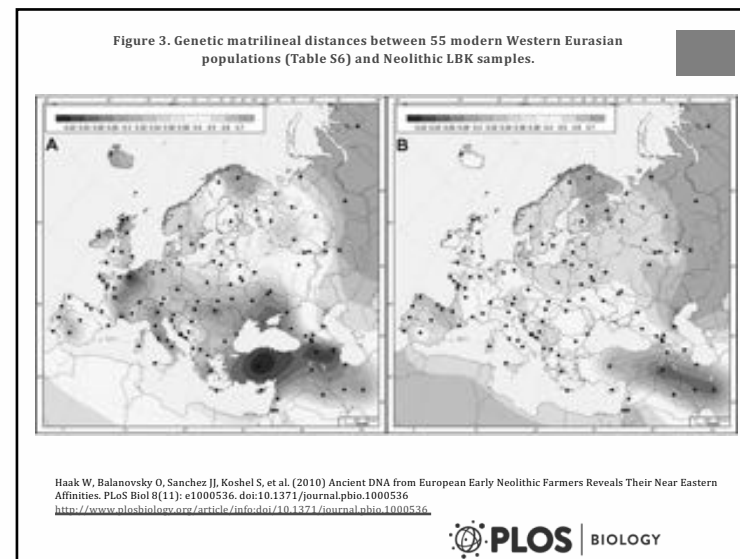 Figure 3. Genetic matrilineal distances between 55 modern Western Eurasian
populations (Table S6) and Neolithic LBK samples.
A
B
Haak W, Balanovsky O, Sanchez JJ, Koshel S, et al. (2010) Ancient DNA from European Early Neolithic Farmers Reveals Their Near Eastern
Affinities. PLoS Biol 8(11): e1000536. doi:10.1371/journal.pbio.1000536
http://www.plosbiology.org/article/info:doi/10.1371/journal.pbio.1000536
PLOS | BIOLOGY